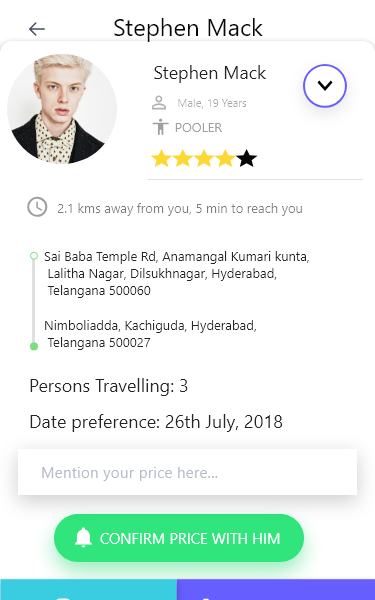 Stephen Mack
Stephen Mack
Male, 19 Years
POOLER
2.1 kms away from you, 5 min to reach you
Sai Baba Temple Rd, Anamangal Kumari kunta,
Lalitha Nagar, Dilsukhnagar, Hyderabad,
Telangana 500060
Nimboliadda, Kachiguda, Hyderabad,
Telangana 500027
Persons Travelling: 3
Date preference: 26th July, 2018
Mention your price here...
CONFIRM PRICE WITH HIM